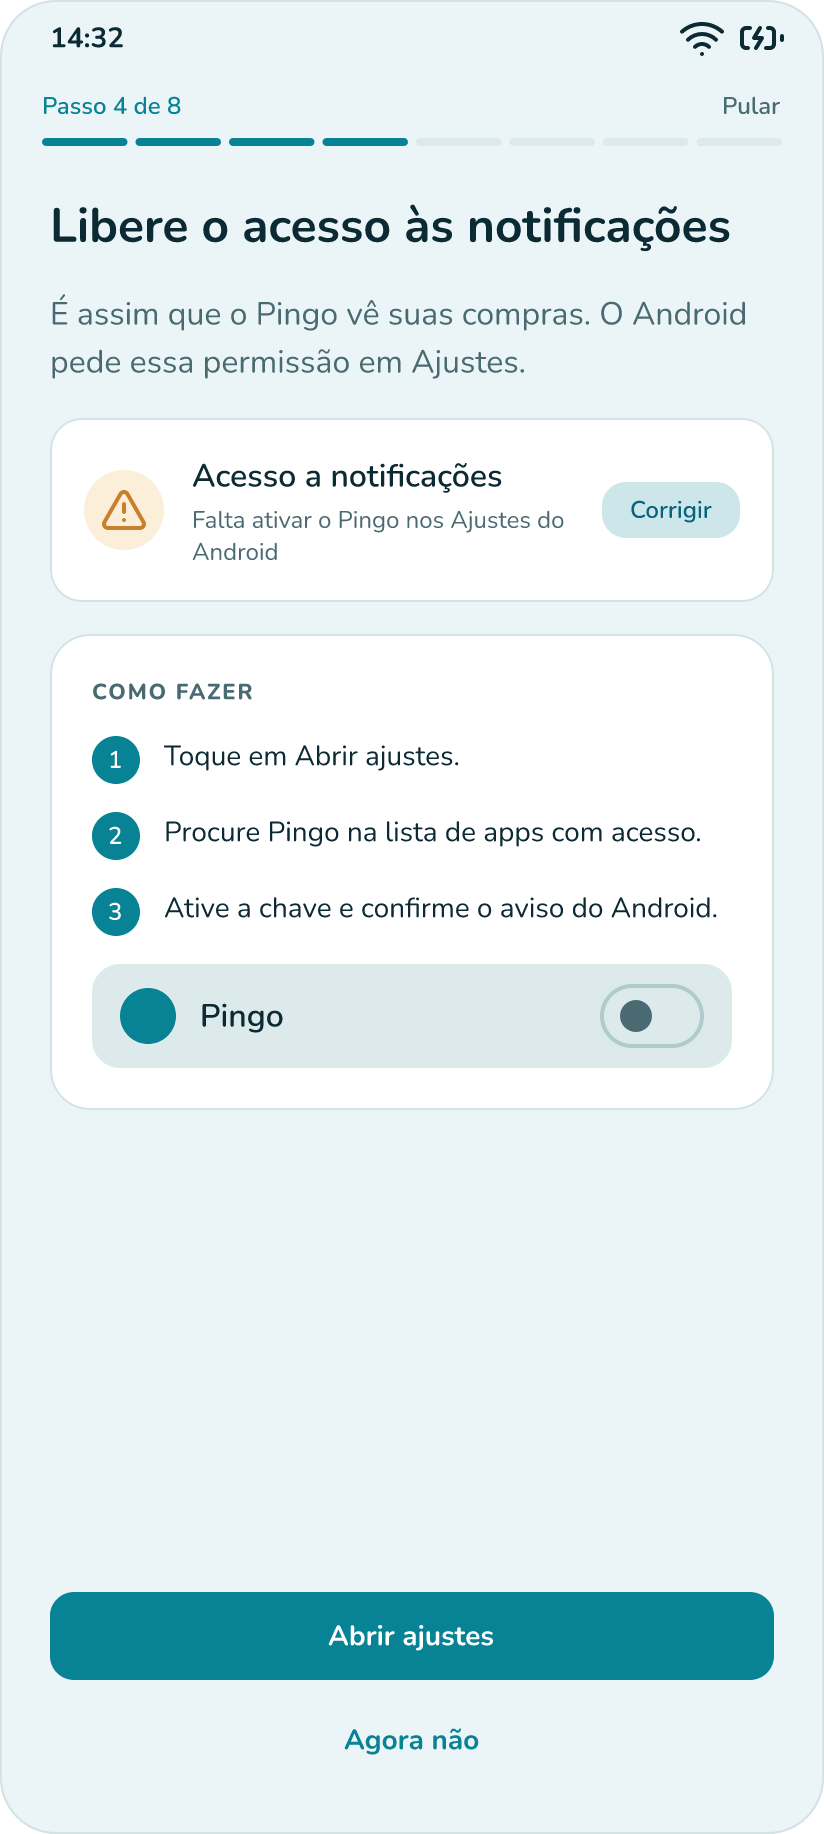 14:32
Passo 4 de 8
Pular
Libere o acesso às notificações
É assim que o Pingo vê suas compras. O Android
pede essa permissão em Ajustes.
Acesso a notificações
Falta ativar o Pingo nos Ajustes do
Android
Corrigir
COMO FAZER
1 Toque em Abrir ajustes.
2 Procure Pingo na lista de apps com acesso.
3 Ative a chave e confirme o aviso do Android.
Pingo
Abrir ajustes
Agora não